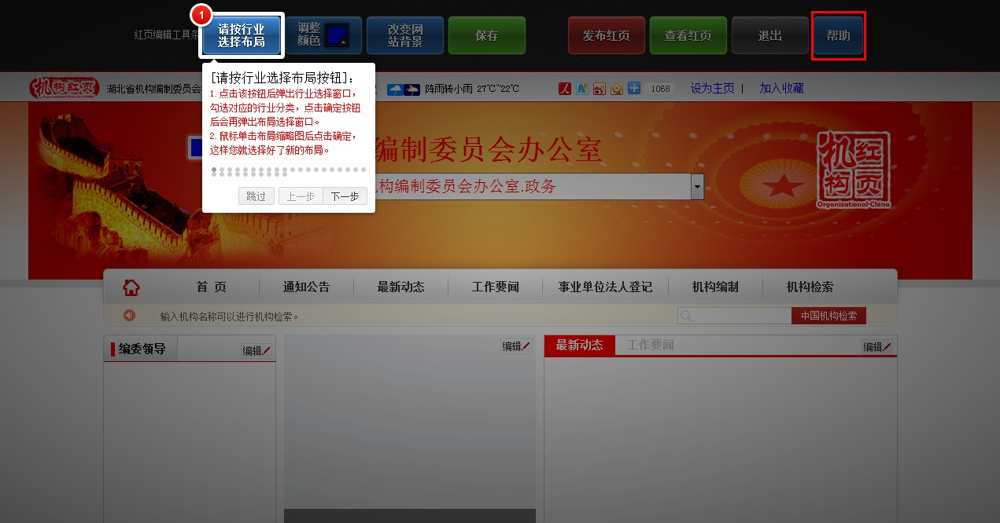 1
红页编辑工具条
请按行业
选择布局
调整
颜色
改变网
站背景
保存
发布红页
查看红页
退出
帮助
机构红页
湖北省机构编制委员会
阵雨转小雨 27℃~22℃
1068
设为主页 |
加入收藏
[请按行业选择布局按钮]：
1. 点击该按钮后弹出行业选择窗口，
勾选对应的行业分类，点击确定按钮
后会再弹出布局选择窗口。
2. 鼠标单击布局缩略图后点击确定，
这样您就选择好了新的布局。
跳过
上一步
下一步
编制委员会办公室
构编制委员会办公室.政务
机构红页
Organizational·China
首 页
通知公告
最新动态
工作要闻
事业单位法人登记
机构编制
机构检索
输入机构名称可以进行机构检索。
中国机构检索
编委领导
编辑
编辑
最新动态
工作要闻
编辑